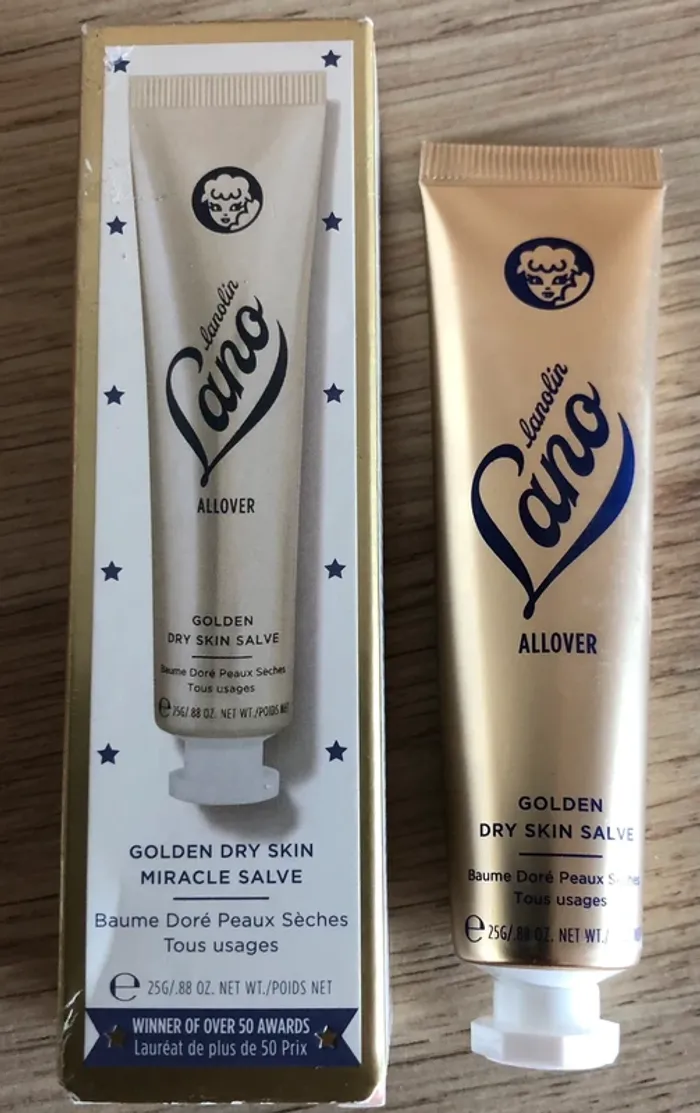 lanolin
Lano
ALLOVER
GOLDEN
DRY SKIN SALVE
Baume Doré Peaux Sèches
Tous usages
℮ 25G/.88 OZ. NET WT./POIDS NET
GOLDEN DRY SKIN
MIRACLE SALVE
Baume Doré Peaux Sèches
Tous usages
℮ 25G/.88 OZ. NET WT./POIDS NET
WINNER OF OVER 50 AWARDS
Lauréat de plus de 50 Prix
lanolin
Lano
ALLOVER
GOLDEN
DRY SKIN SALVE
Baume Doré Peaux
Tous usages
℮ 25G/.88 OZ. NET WT./